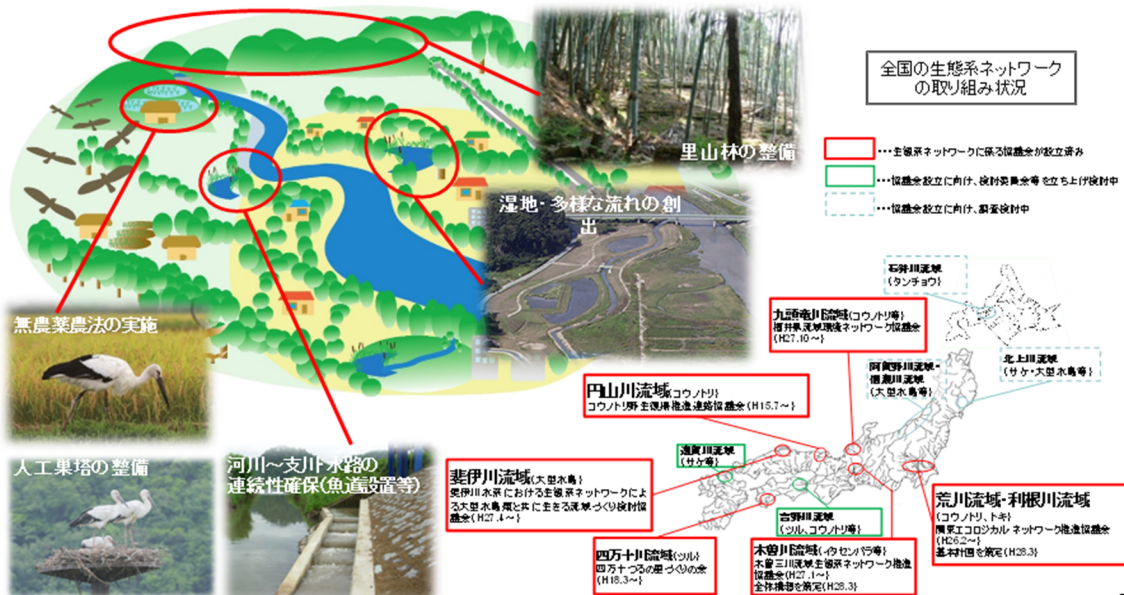 全国の生態系ネットワーク
の取り組み状況
里山林の整備
・・・生態系ネットワークに係る協議会が設立済み
・・・協議会設立に向け、検討委員会等を立ち上げ検討中
・・・協議会設立に向け、調査検討中
湿地・多様な流れの創
出
無農薬農法の実施
人工巣塔の整備
河川～支川ト水路の
連続性確保(魚道設置等)
石狩川流域
(タンチョウ)
九頭竜川流域(コウノトリ等)
福井県流域環境ネットワーク協議会
(H27.10～)
阿賀野川流域・
信濃川流域
(大型水鳥等)
北上川流域
(サケ・大型水鳥等)
円山川流域(コウノトリ)
コウノトリ野生復帰推進連絡協議会(H15.7～)
遠賀川流域
(サケ等)
斐伊川流域(大型水鳥)
斐伊川水系における生態系ネットワークによ
る大型水鳥類と共に生きる流域づくり検討協
議会(H27.4～)
吉野川流域
(ツル、コウノトリ等)
荒川流域・利根川流域
(コウノトリ、トキ)
関東エコロジカルネットワーク推進協議会
(H26.2～)
基本計画を策定(H28.3)
四万十川流域(ツル)
四万十つるの里づくりの会
(H18.3～)
木曽川流域(イタセンパラ等)
木曽三川流域生態系ネットワーク推進
協議会(H27.1～)
全体構想を策定(H28.3)